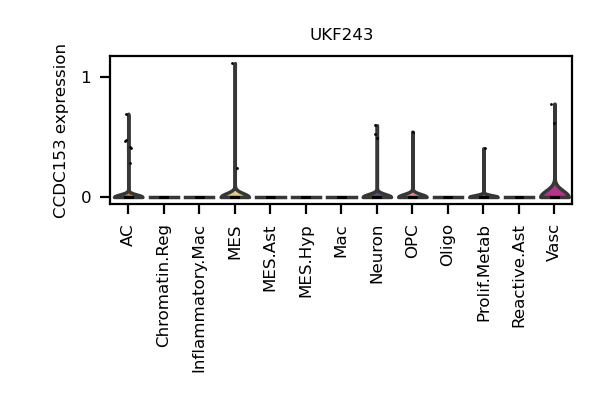 UKF243
CCDC153 expression
1
0
AC
Chromatin.Reg
Inflammatory.Mac
MES
MES.Ast
MES.Hyp
Mac
Neuron
OPC
Oligo
Prolif.Metab
Reactive.Ast
Vasc